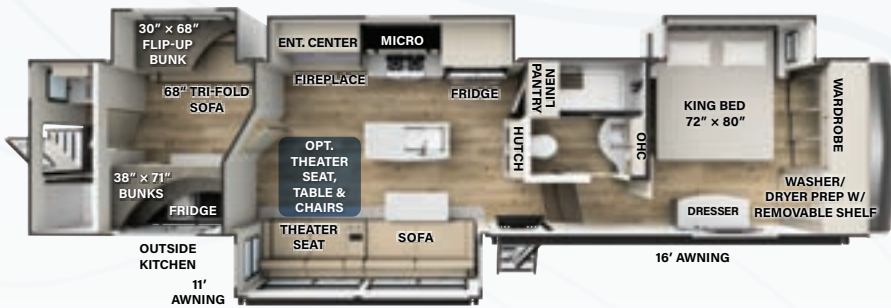 30" × 68"
FLIP-UP
BUNK
68" TRI-FOLD
SOFA
38" × 71"
BUNKS
FRIDGE
OUTSIDE
KITCHEN
11'
AWNING
ENT. CENTER
MICRO
FIREPLACE
FRIDGE
OPT.
THEATER
SEAT,
TABLE &
CHAIRS
THEATER
SEAT
SOFA
HUTCH
PANTRY
LINEN
OHC
KING BED
72" × 80"
WARDROBE
WASHER/
DRYER PREP W/
REMOVABLE SHELF
DRESSER
16' AWNING